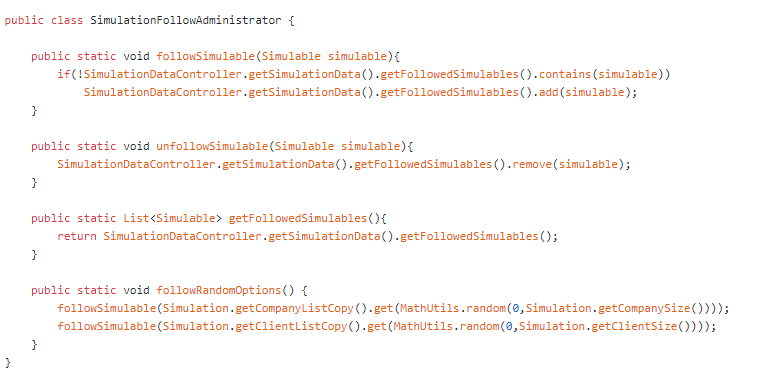 public class SimulationFollowAdministrator {
public static void followSimulable(Simulable simulable){
if(!SimulationDataController.getSimulationData().getFollowedSimulables().contains(simulable))
SimulationDataController.getSimulationData().getFollowedSimulables().add(simulable);
}
public static void unfollowSimulable(Simulable simulable){
SimulationDataController.getSimulationData().getFollowedSimulables().remove(simulable);
}
public static List<Simulable> getFollowedSimulables(){
return SimulationDataController.getSimulationData().getFollowedSimulables();
}
public static void followRandomOptions() {
followSimulable(Simulation.getCompanyListCopy().get(MathUtils.random(0,Simulation.getCompanySize())));
followSimulable(Simulation.getClientListCopy().get(MathUtils.random(0,Simulation.getClientSize())));
}
}